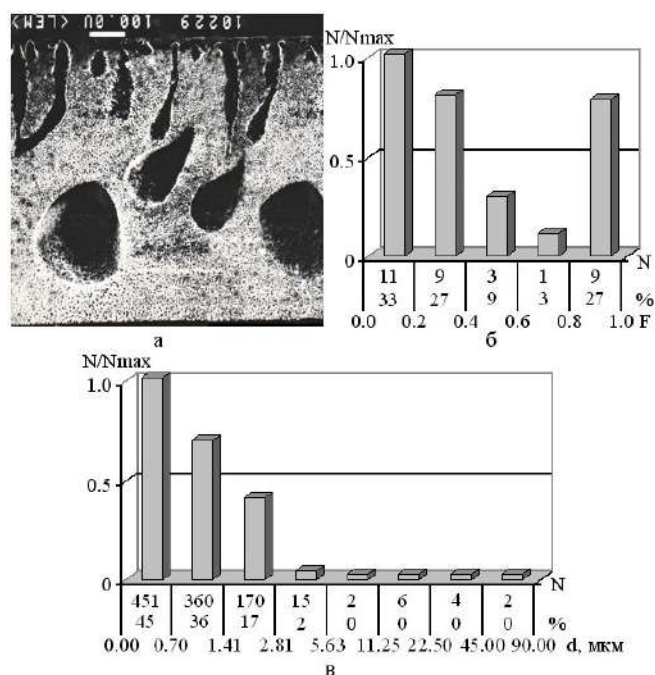 <LEM> U0.001 10229
N/Nmax
1.0
0.5
0
11 9 3 1 9 N
33 27 9 3 27 %
0.0 0.2 0.4 0.6 0.8 1.0 F
а б
N/Nmax
1.0
0.5
0
451 360 170 15 2 6 4 2 N
45 36 17 2 0 0 0 0 %
0.00 0.70 1.41 2.81 5.63 11.25 22.50 45.00 90.00 d, мкм
в